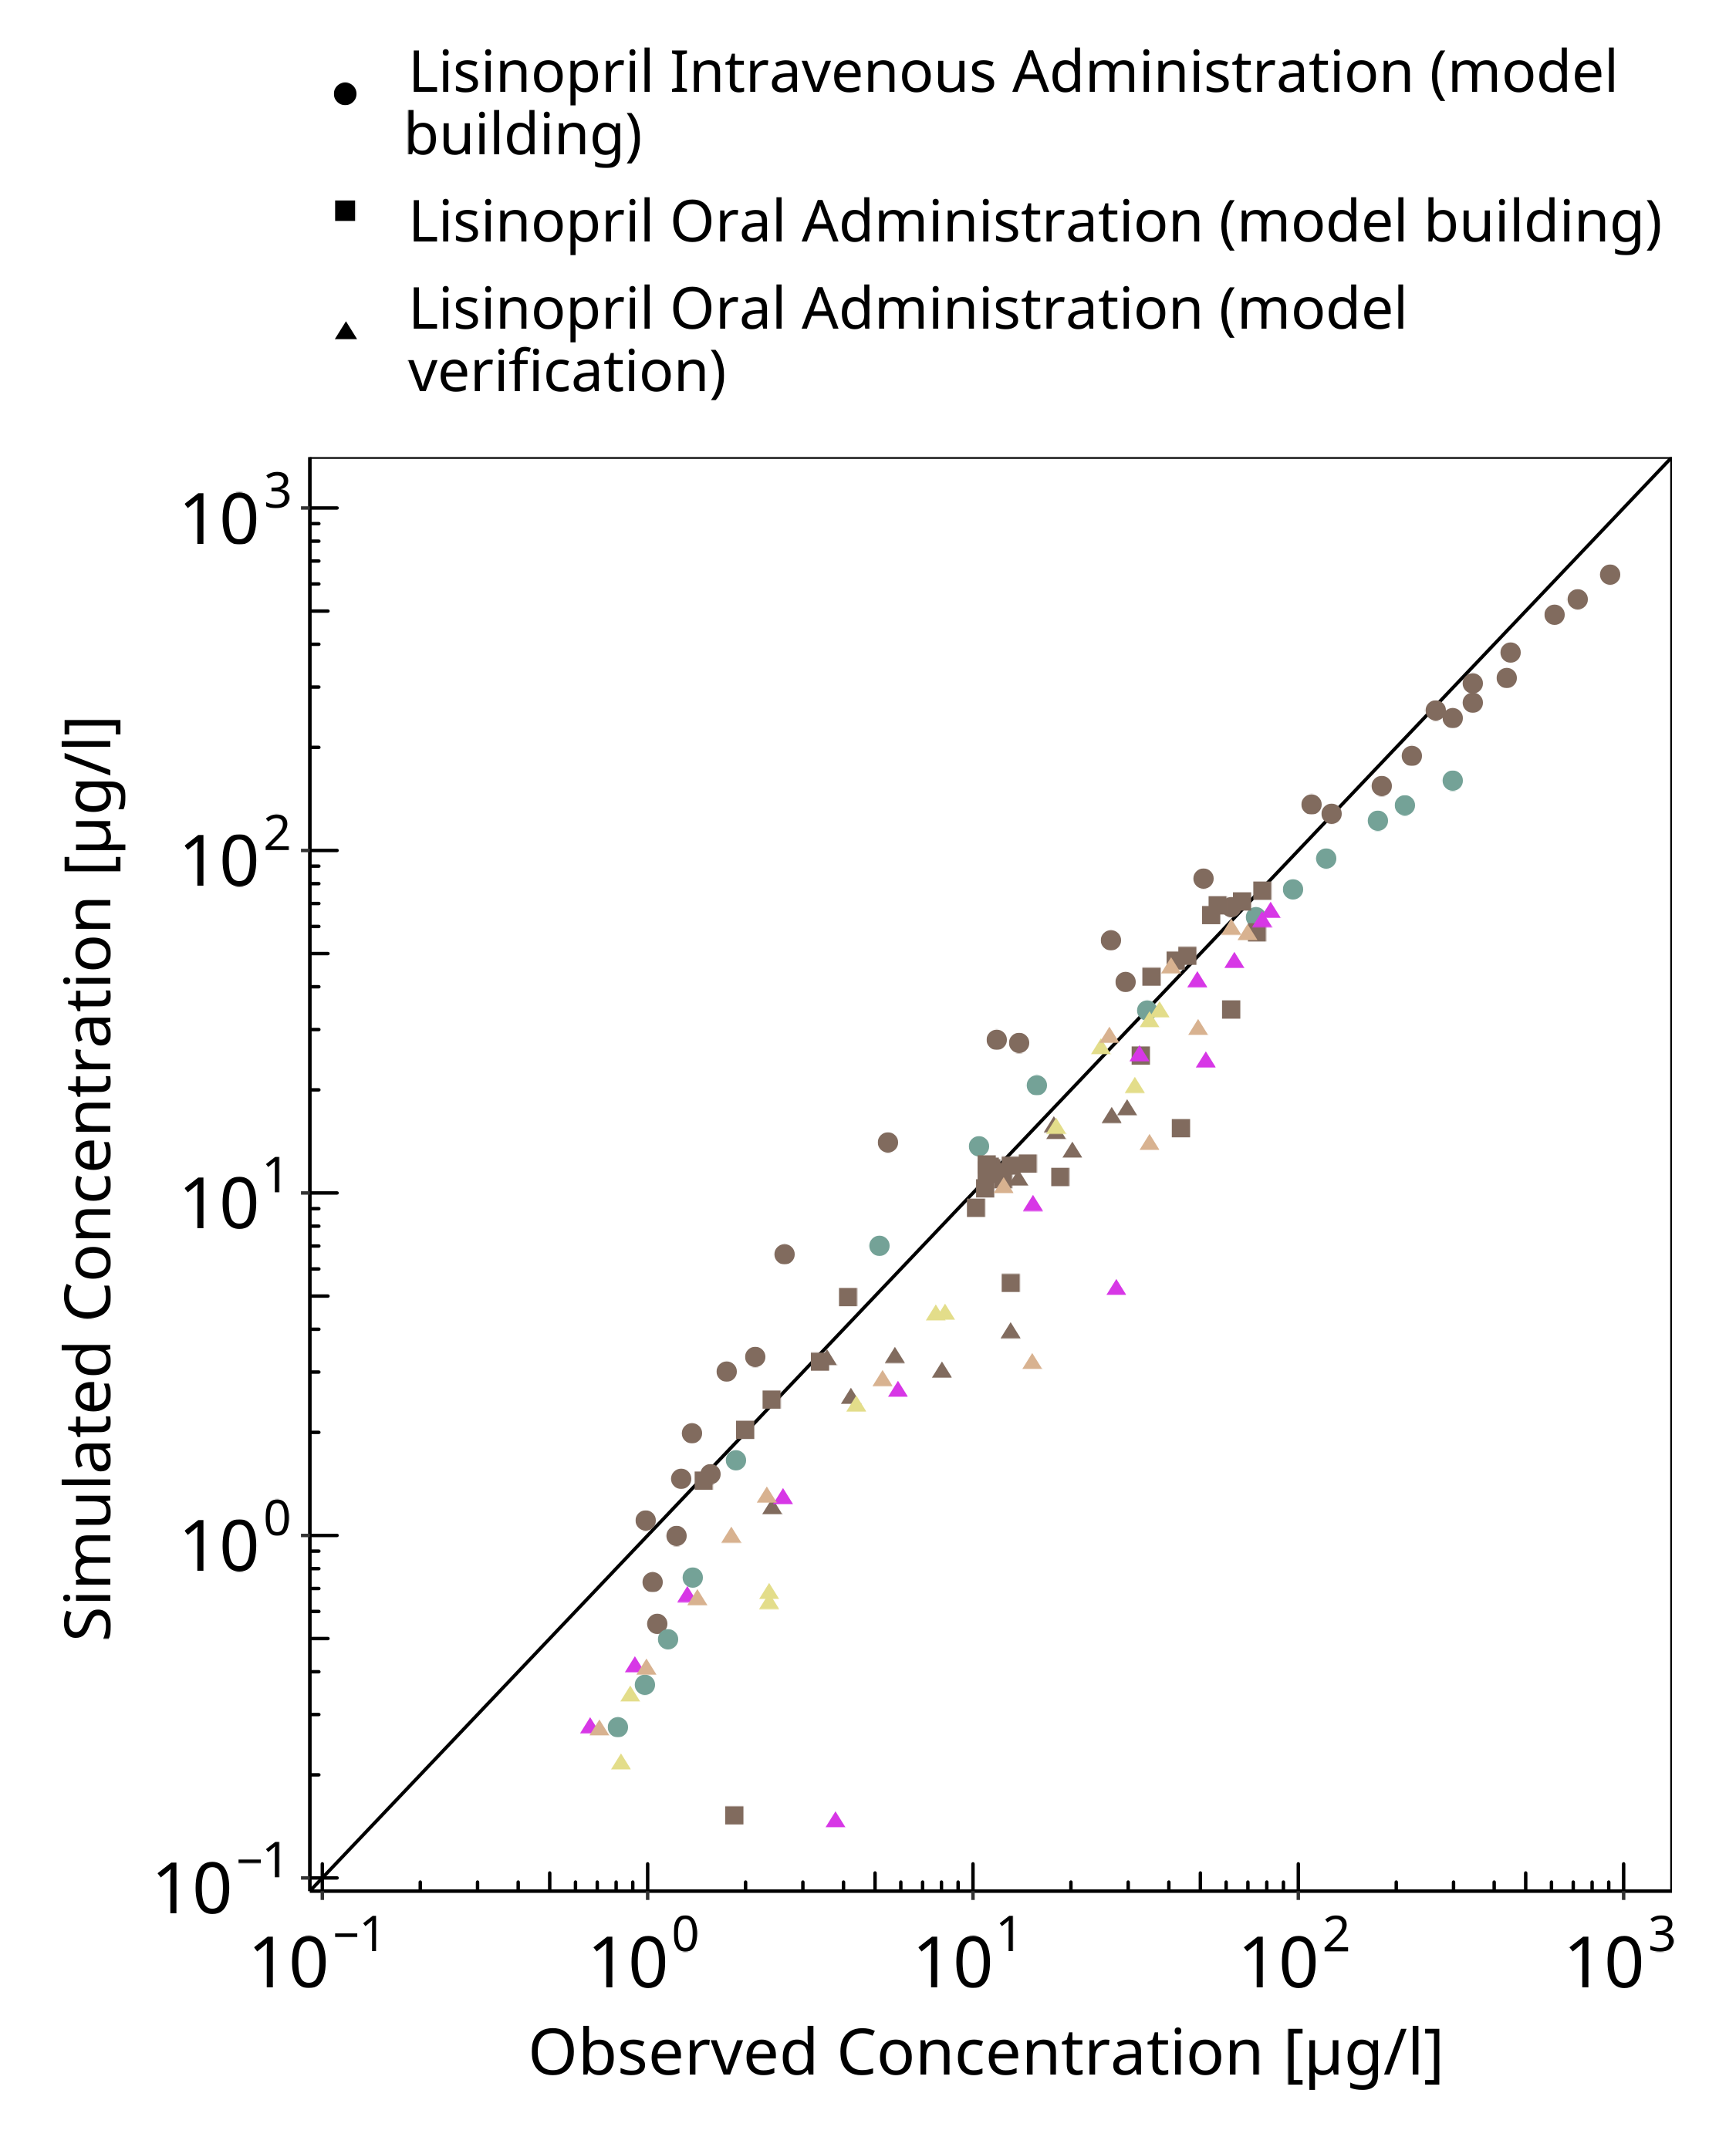 Lisinopril Intravenous Administration (model
building)
Lisinopril Oral Administration (model building)
Lisinopril Oral Administration (model
verification)
10³
10²
10¹
10⁰
10⁻¹
Simulated Concentration [µg/l]
10⁻¹ 10⁰ 10¹ 10² 10³
Observed Concentration [µg/l]